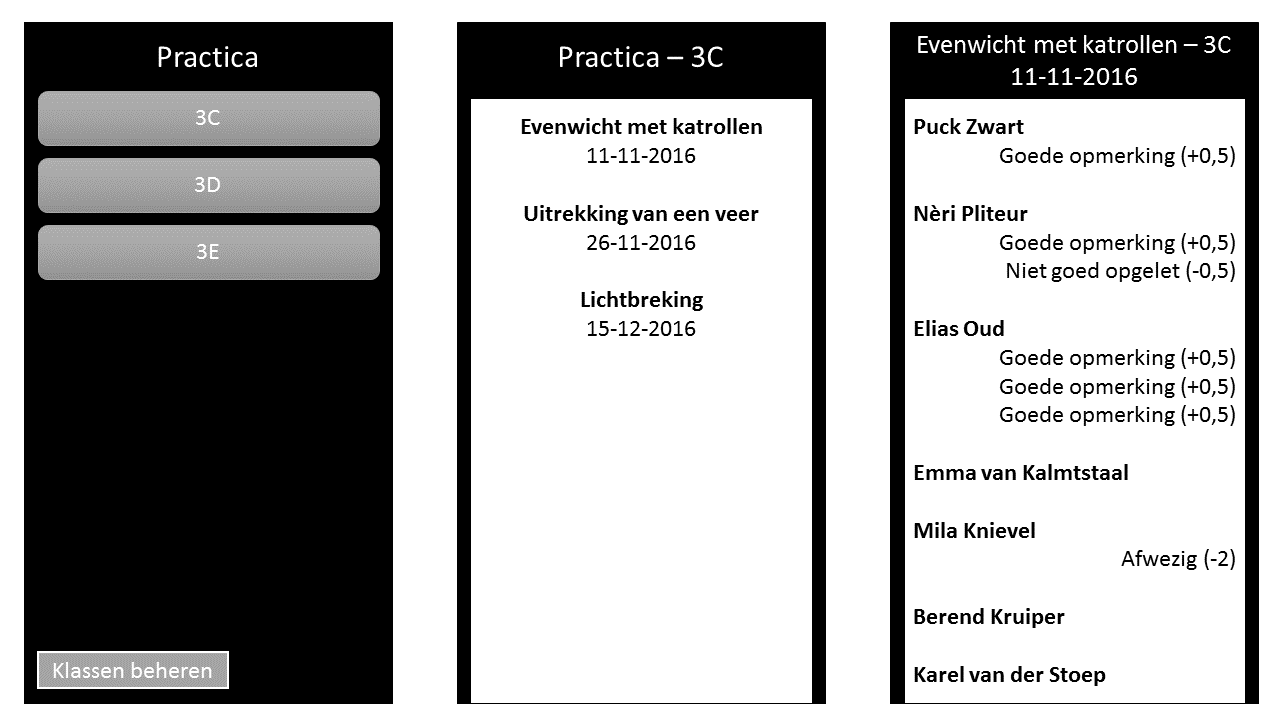 Practica
3C
3D
3E
Klassen beheren
Practica – 3C
Evenwicht met katrollen
11-11-2016
Uitrekking van een veer
26-11-2016
Lichtbreking
15-12-2016
Evenwicht met katrollen – 3C
11-11-2016
Puck Zwart
Goede opmerking (+0,5)
Nèri Pliteur
Goede opmerking (+0,5)
Niet goed opgelet (-0,5)
Elias Oud
Goede opmerking (+0,5)
Goede opmerking (+0,5)
Goede opmerking (+0,5)
Emma van Kalmtstaal
Mila Knievel
Afwezig (-2)
Berend Kruiper
Karel van der Stoep